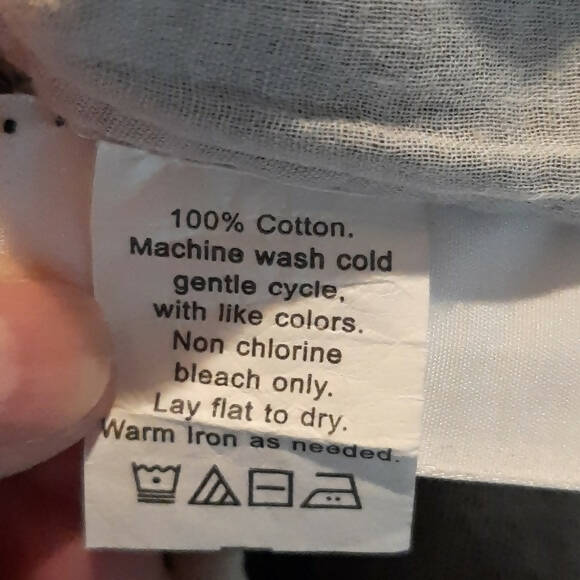 100% Cotton.
Machine wash cold
gentle cycle,
with like colors.
Non chlorine
bleach only.
Lay flat to dry.
Warm Iron as needed.